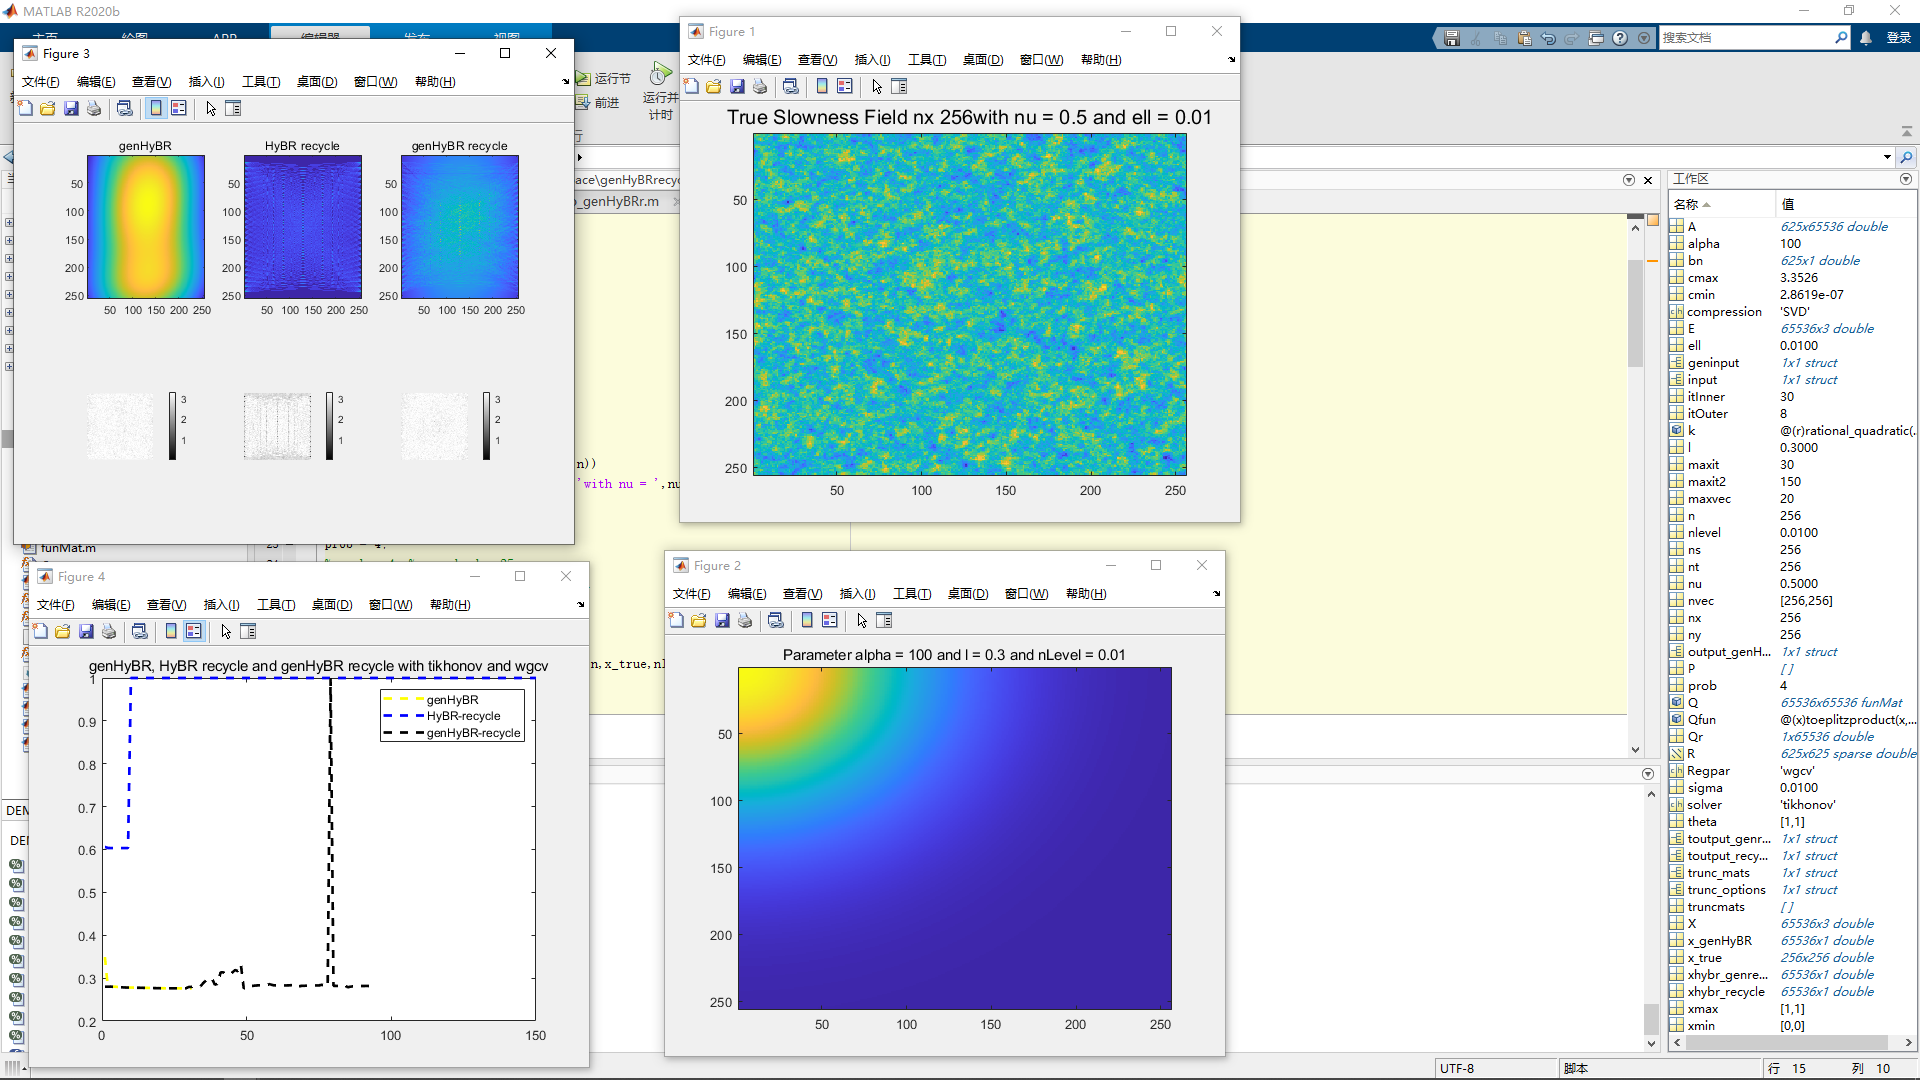 MATLAB R2020b
搜索文档
登录
Figure 3
文件(F) 编辑(E) 查看(V) 插入(I) 工具(T) 桌面(D) 窗口(W) 帮助(H)
genHyBR HyBR recycle genHyBR recycle
50 50 50
100 100 100
150 150 150
200 200 200
250 250 250
50 100 150 200 250 50 100 150 200 250 50 100 150 200 250
3 3 3
2 2 2
1 1 1
运行节
前进
运行并
计时
ace\genHyBRrecyc
_genHyBRr.m
n))
'with nu = ',nu
n,x_true,nl
funMat.m
Figure 1
文件(F) 编辑(E) 查看(V) 插入(I) 工具(T) 桌面(D) 窗口(W) 帮助(H)
True Slowness Field nx 256with nu = 0.5 and ell = 0.01
50
100
150
200
250
50 100 150 200 250
Figure 4
文件(F) 编辑(E) 查看(V) 插入(I) 工具(T) 桌面(D) 窗口(W) 帮助(H)
genHyBR, HyBR recycle and genHyBR recycle with tikhonov and wgcv
genHyBR
HyBR-recycle
genHyBR-recycle
1
0.9
0.8
0.7
0.6
0.5
0.4
0.3
0.2
0 50 100 150
Figure 2
文件(F) 编辑(E) 查看(V) 插入(I) 工具(T) 桌面(D) 窗口(W) 帮助(H)
Parameter alpha = 100 and l = 0.3 and nLevel = 0.01
50
100
150
200
250
50 100 150 200 250
DEM
DE
工作区
名称 值
A 625x65536 double
alpha 100
bn 625x1 double
cmax 3.3526
cmin 2.8619e-07
compression 'SVD'
E 65536x3 double
ell 0.0100
geninput 1x1 struct
input 1x1 struct
itInner 30
itOuter 8
k @(r)rational_quadratic(...
l 0.3000
maxit 30
maxit2 150
maxvec 20
n 256
nlevel 0.0100
ns 256
nt 256
nu 0.5000
nvec [256,256]
nx 256
ny 256
output_genH... 1x1 struct
P []
prob 4
Q 65536x65536 funMat
Qfun @(x)toeplitzproduct(x,...
Qr 1x65536 double
R 625x625 sparse double
Regpar 'wgcv'
sigma 0.0100
solver 'tikhonov'
theta [1,1]
toutput_genr... 1x1 struct
toutput_recy... 1x1 struct
trunc_mats 1x1 struct
trunc_options 1x1 struct
truncmats []
X 65536x3 double
x_genHyBR 65536x1 double
x_true 256x256 double
xhybr_genre... 65536x1 double
xhybr_recycle 65536x1 double
xmax [1,1]
xmin [0,0]
UTF-8 脚本 行 15 列 10